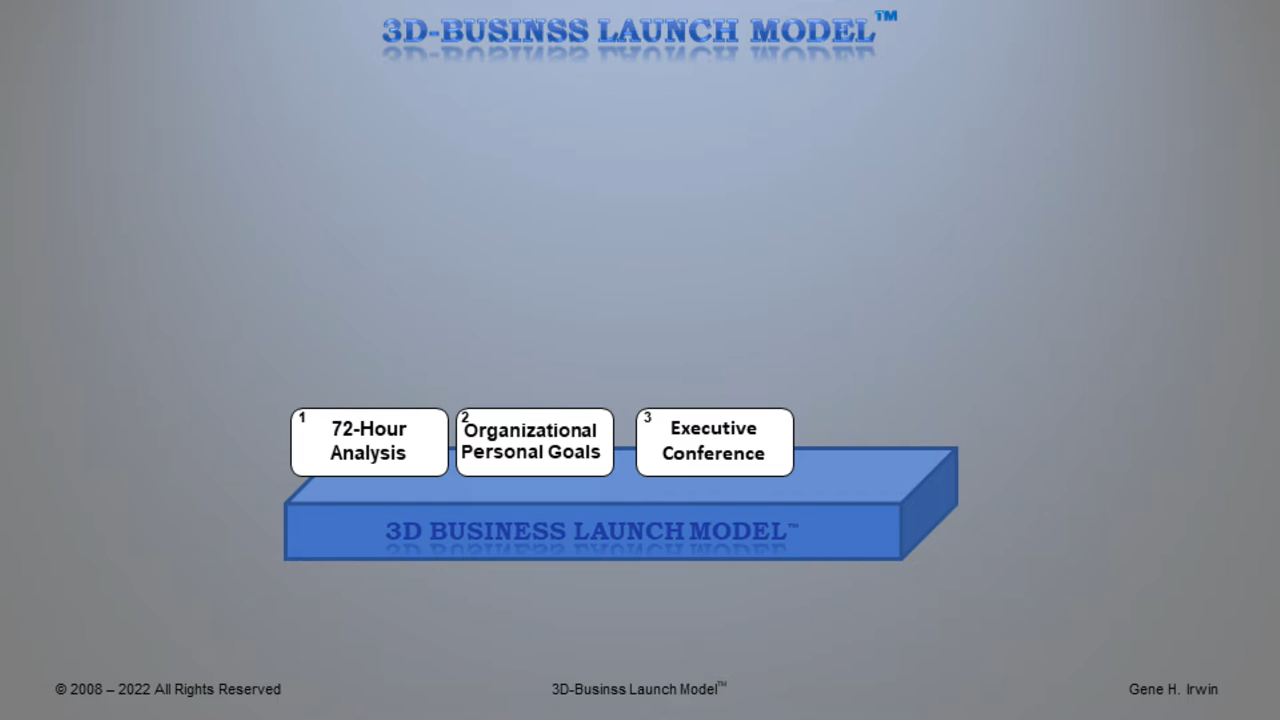 3D-BUSINSS LAUNCH MODEL™
1
72-Hour
Analysis
2
Organizational
Personal Goals
3
Executive
Conference
3D BUSINESS LAUNCH MODEL™
© 2008 – 2022 All Rights Reserved
3D-Businss Launch Model™
Gene H. Irwin